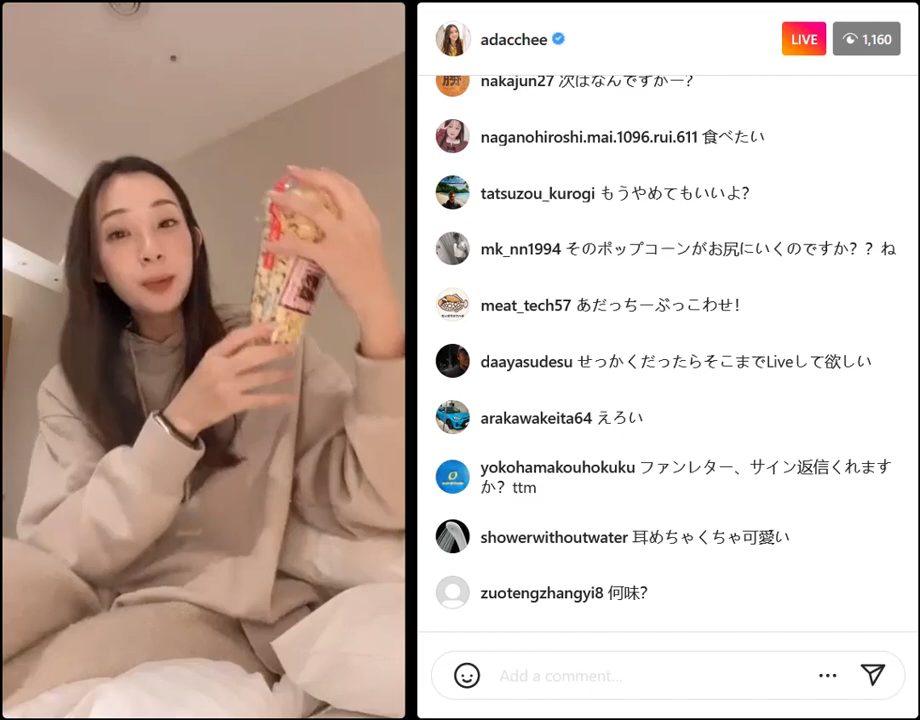 adacchee
LIVE
1,160
nakajun27 次はなんですかー?
naganohiroshi.mai.1096.rui.611 食べたい
tatsuzou_kurogi もうやめてもいいよ?
mk_nn1994 そのポップコーンがお尻にいくのですか？？ね
meat_tech57 あだっちーぶっこわせ!
daayasudesu せっかくだったらそこまでLiveして欲しい
arakawakeita64 えろい
yokohamakouhokuku ファンレター、サイン返信くれます
か? ttm
showerwithoutwater 耳めちゃくちゃ可愛い
zuotengzhangyi8 何味?
Add a comment...